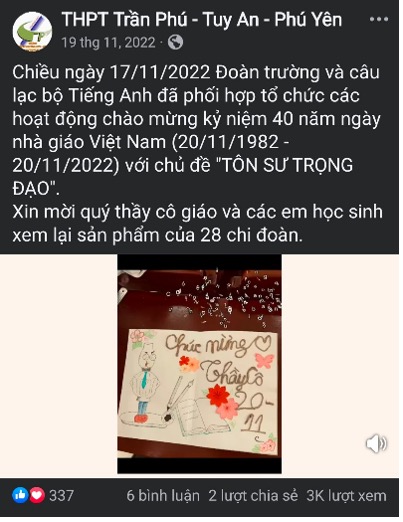 THPT Trần Phú - Tuy An - Phú Yên
19 thg 11, 2022 ·
Chiều ngày 17/11/2022 Đoàn trường và câu
lạc bộ Tiếng Anh đã phối hợp tổ chức các
hoạt động chào mừng kỷ niệm 40 năm ngày
nhà giáo Việt Nam (20/11/1982 -
20/11/2022) với chủ đề "TÔN SƯ TRỌNG
ĐẠO".
Xin mời quý thầy cô giáo và các em học sinh
xem lại sản phẩm của 28 chi đoàn.
Chúc mừng
Thầy Cô
20-
11
337
6 bình luận 2 lượt chia sẻ 3K lượt xem